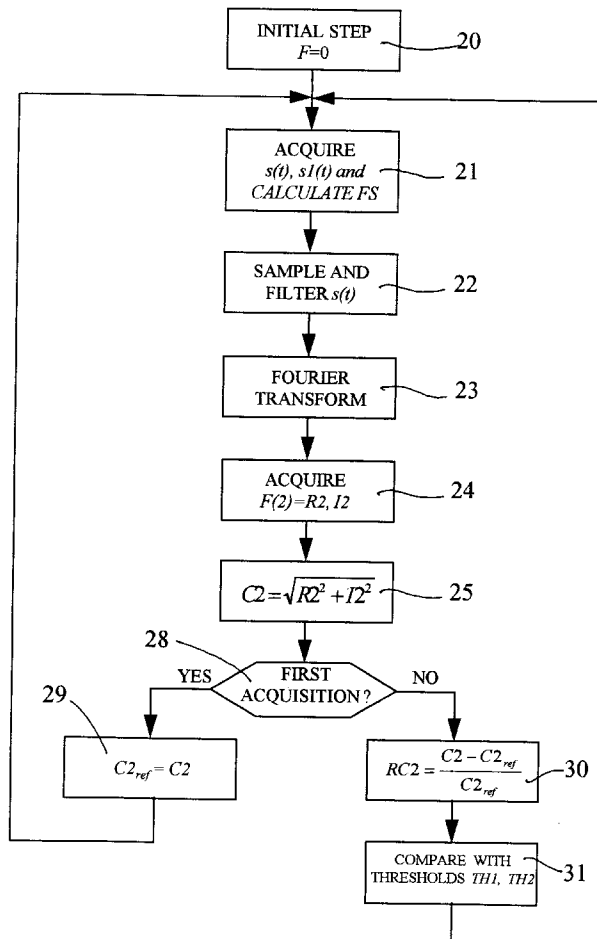 INITIAL STEP
F=0
20
ACQUIRE
s(t), s1(t) and
CALCULATE FS
21
SAMPLE AND
FILTER s(t)
22
FOURIER
TRANSFORM
23
ACQUIRE
F(2)=R2, I2
24
C2=√R2²+I2²
25
28
YES
FIRST
ACQUISITION?
NO
29
C2ref = C2
RC2 = (C2 − C2ref) / C2ref
30
COMPARE WITH
THRESHOLDS TH1, TH2
31